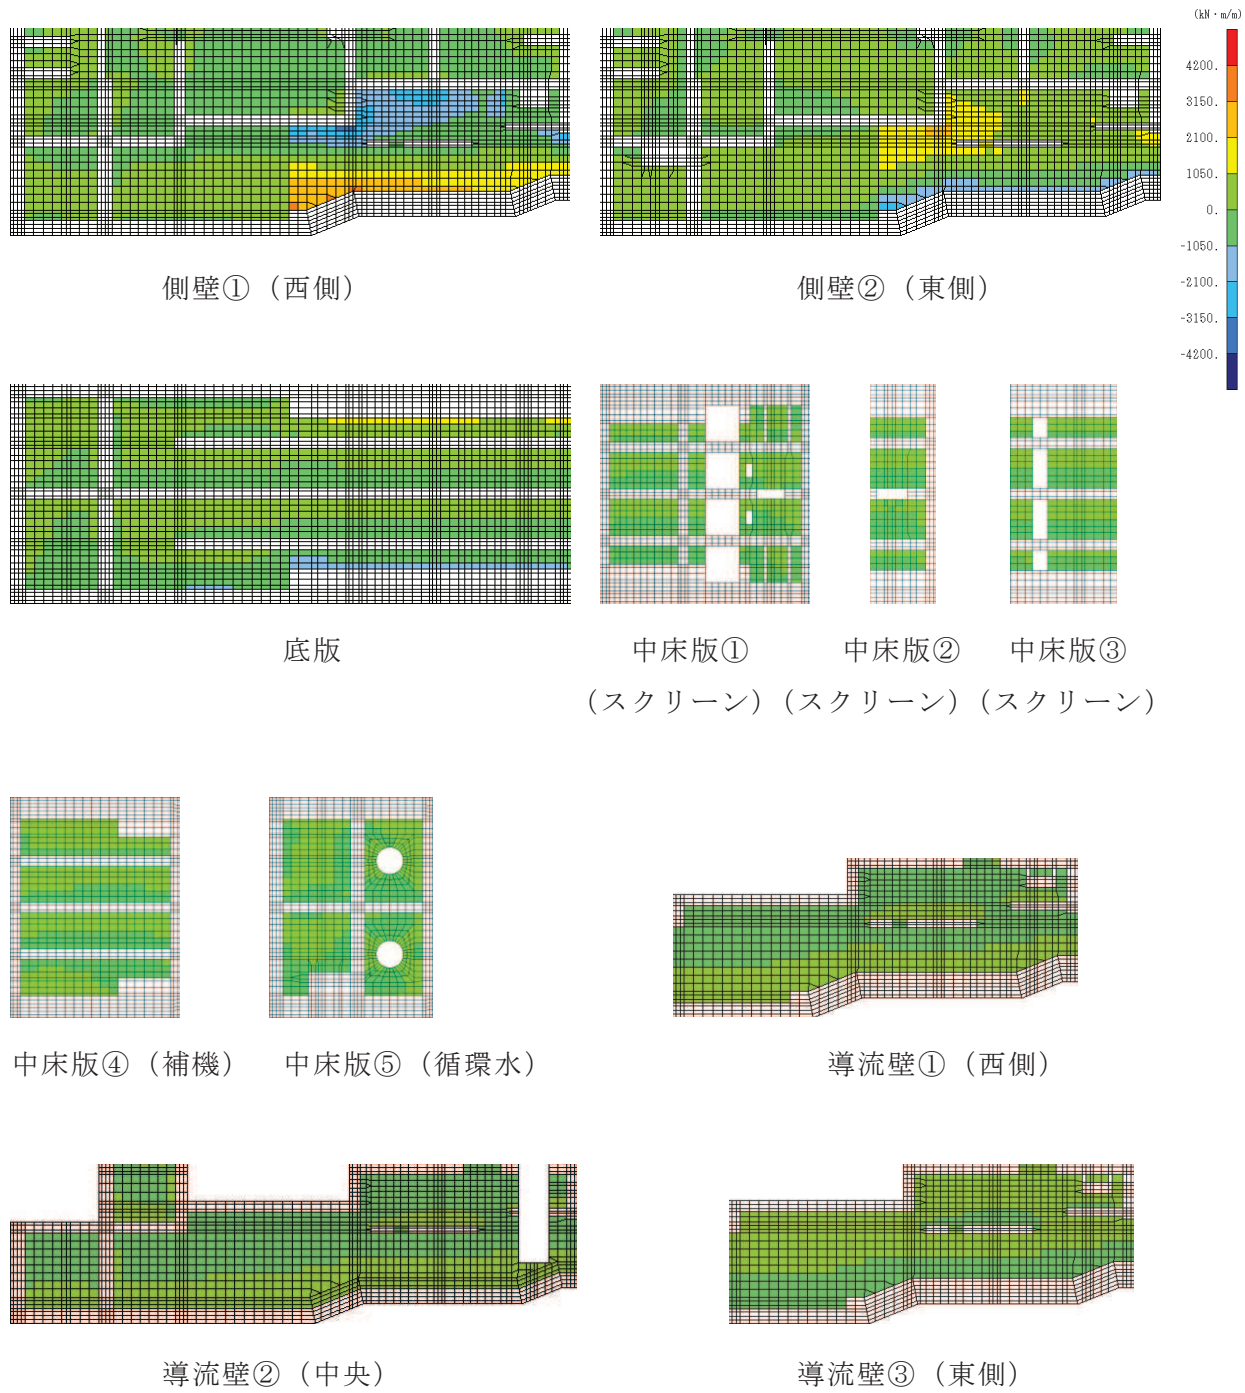 (kN・m/m)
4200.
3150.
2100.
1050.
0.
-1050.
-2100.
-3150.
-4200.
側壁①（西側）
側壁②（東側）
底版
中床版①
（スクリーン）
中床版②
（スクリーン）
中床版③
（スクリーン）
中床版④（補機）
中床版⑤（循環水）
導流壁①（西側）
導流壁②（中央）
導流壁③（東側）